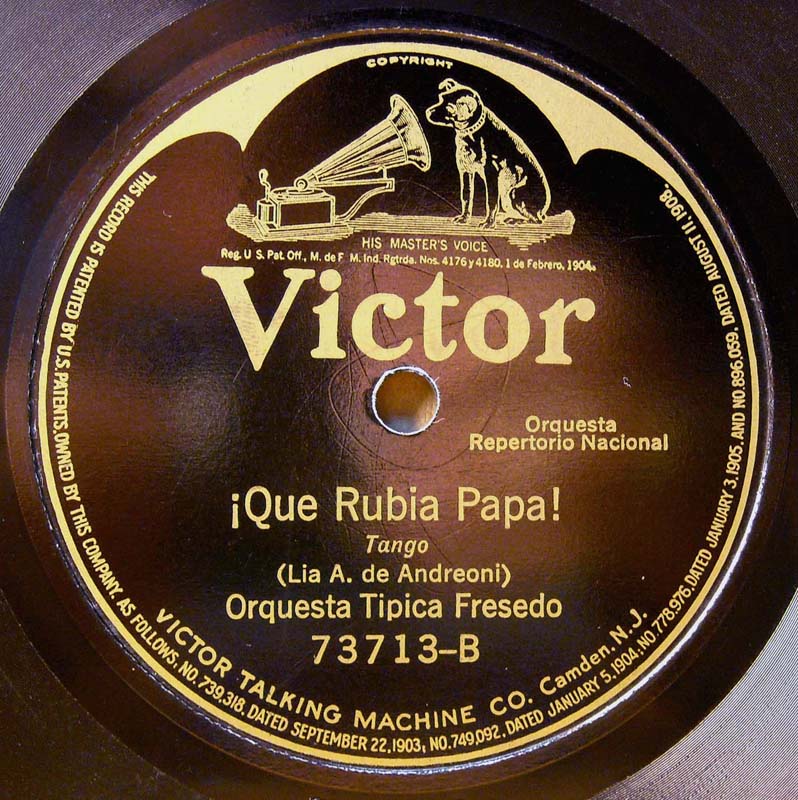 COPYRIGHT
HIS MASTER'S VOICE
Reg. U S. Pat. Off., M. de F M. Ind. Rgtrda. Nos. 4176 y 4180, 1 de Febrero, 1904.
Victor
Orquesta
Repertorio Nacional
¡Que Rubia Papa!
Tango
(Lia A. de Andreoni)
Orquesta Tipica Fresedo
73713-B
VICTOR TALKING MACHINE CO. Camden, N. J.
THIS RECORD IS PATENTED BY U.S. PATENTS, OWNED BY THIS COMPANY, AS FOLLOWS, NO. 739,318. DATED SEPTEMBER 22, 1903; NO. 749,092. DATED JANUARY 5, 1904; NO. 778,976. DATED JANUARY 3, 1905. AND NO. 896,059. DATED AUGUST 11, 1908.